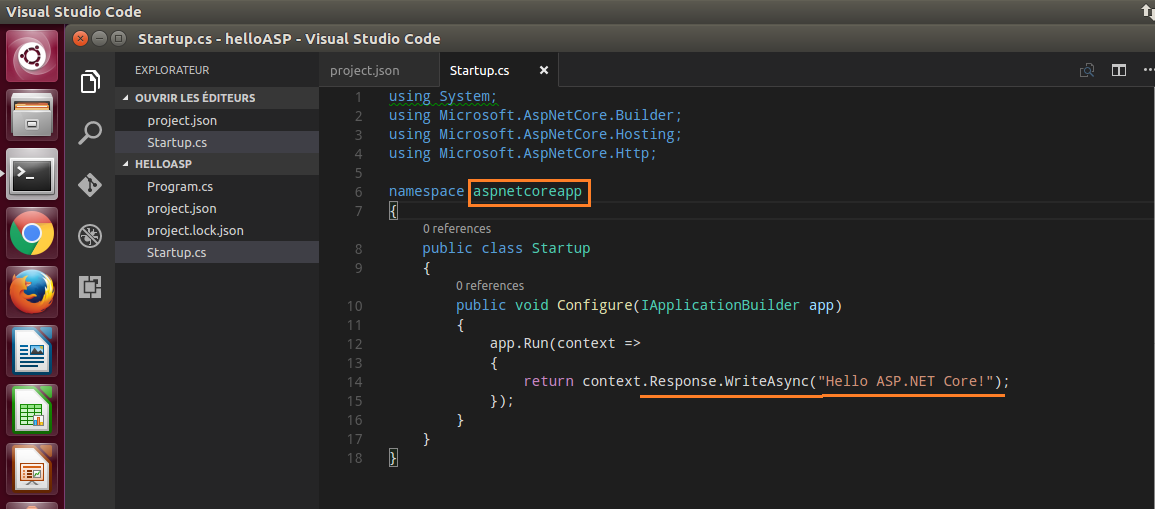 Visual Studio Code
Startup.cs - helloASP - Visual Studio Code
EXPLORATEUR
OUVRIR LES ÉDITEURS
project.json
Startup.cs
HELLOASP
Program.cs
project.json
project.lock.json
Startup.cs
project.json
Startup.cs
1 using System;
2 using Microsoft.AspNetCore.Builder;
3 using Microsoft.AspNetCore.Hosting;
4 using Microsoft.AspNetCore.Http;
5
6 namespace aspnetcoreapp
7 {
0 references
8 public class Startup
9 {
0 references
10 public void Configure(IApplicationBuilder app)
11 {
12 app.Run(context =>
13 {
14 return context.Response.WriteAsync("Hello ASP.NET Core!");
15 });
16 }
17 }
18 }